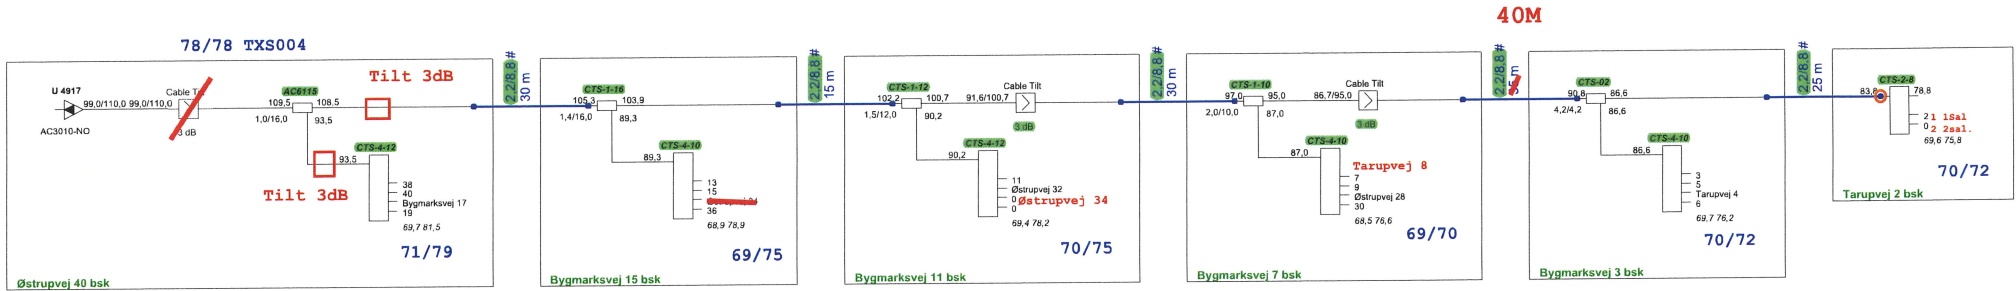 40M
78/78 TXS004
Tilt 3dB
U 4917
99,0/110,0 99,0/110,0
Cable
AC6115
109,5 108,5
1,0/16,0 93,5
AC3010-NO
3 dB
93,5
CTS-4-12
Tilt 3dB
38
40
Bygmarksvej 17
19
69,7 81,5
71/79
Østrupvej 40 bsk
2,2/8,8 #
30 m
CTS-1-16
105,3 103,9
1,4/16,0 89,3
89,3
CTS-4-10
13
15
36
68,9 78,9
69/75
Bygmarksvej 15 bsk
2,2/8,8 #
15 m
CTS-1-12
102,2 100,7
1,5/12,0 90,2
91,6/100,7
Cable Tilt
3 dB
90,2
CTS-4-12
11
Østrupvej 32
0 Østrupvej 34
0
69,4 78,2
70/75
Bygmarksvej 11 bsk
2,2/8,8 #
30 m
CTS-1-10
97,0 95,0
2,0/10,0 87,0
86,7/95,0
Cable Tilt
3 dB
87,0
CTS-4-10
Tarupvej 8
7
9
Østrupvej 28
30
68,5 76,6
69/70
Bygmarksvej 7 bsk
2,2/8,8 #
CTS-02
90,8 86,6
4,2/4,2 86,6
86,6
CTS-4-10
3
5
Tarupvej 4
6
69,7 76,2
70/72
Bygmarksvej 3 bsk
2,2/8,8 #
25 m
CTS-2-8
78,8
2 1 1Sal
0 2 2sal.
69,6 75,8
70/72
Tarupvej 2 bsk